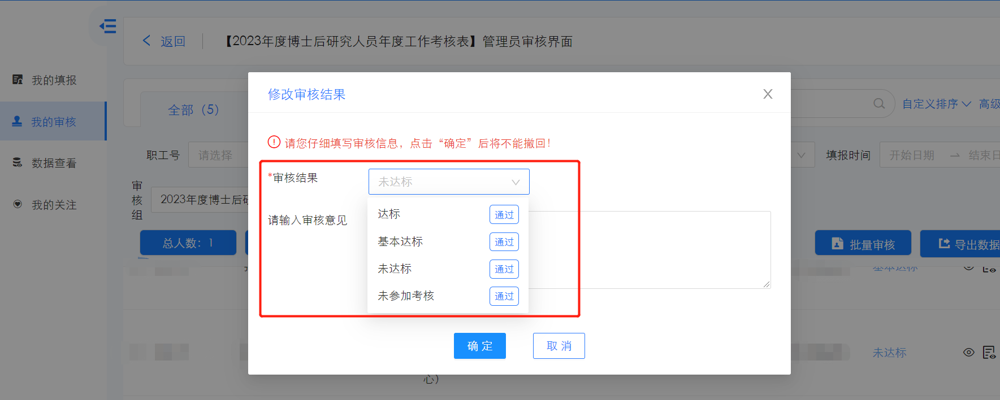 返回
【2023年度博士后研究人员年度工作考核表】管理员审核界面
我的填报
我的审核
数据查看
我的关注
全部（5）
自定义排序
高级
职工号
请选择
填报时间
开始日期
结束日
审核组
2023年度博士后研
总人数：1
批量审核
导出数据
修改审核结果
请您仔细填写审核信息，点击“确定”后将不能撤回！
*审核结果
未达标
请输入审核意见
达标 通过
基本达标 通过
未达标 通过
未参加考核 通过
确 定
取 消
基本达标
未达标
心）